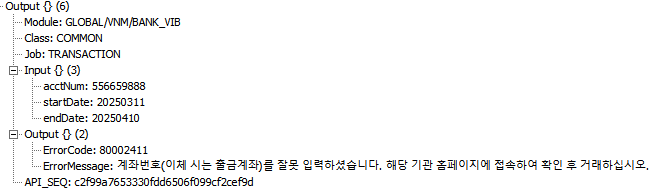 Output {} (6)
Module: GLOBAL/VNM/BANK_VIB
Class: COMMON
Job: TRANSACTION
Input {} (3)
acctNum: 556659888
startDate: 20250311
endDate: 20250410
Output {} (2)
ErrorCode: 80002411
ErrorMessage: 계좌번호(이체 시는 출금계좌)를 잘못 입력하셨습니다. 해당 기관 홈페이지에 접속하여 확인 후 거래하십시오.
API_SEQ: c2f99a7653330fdd6506f099cf2cef9d